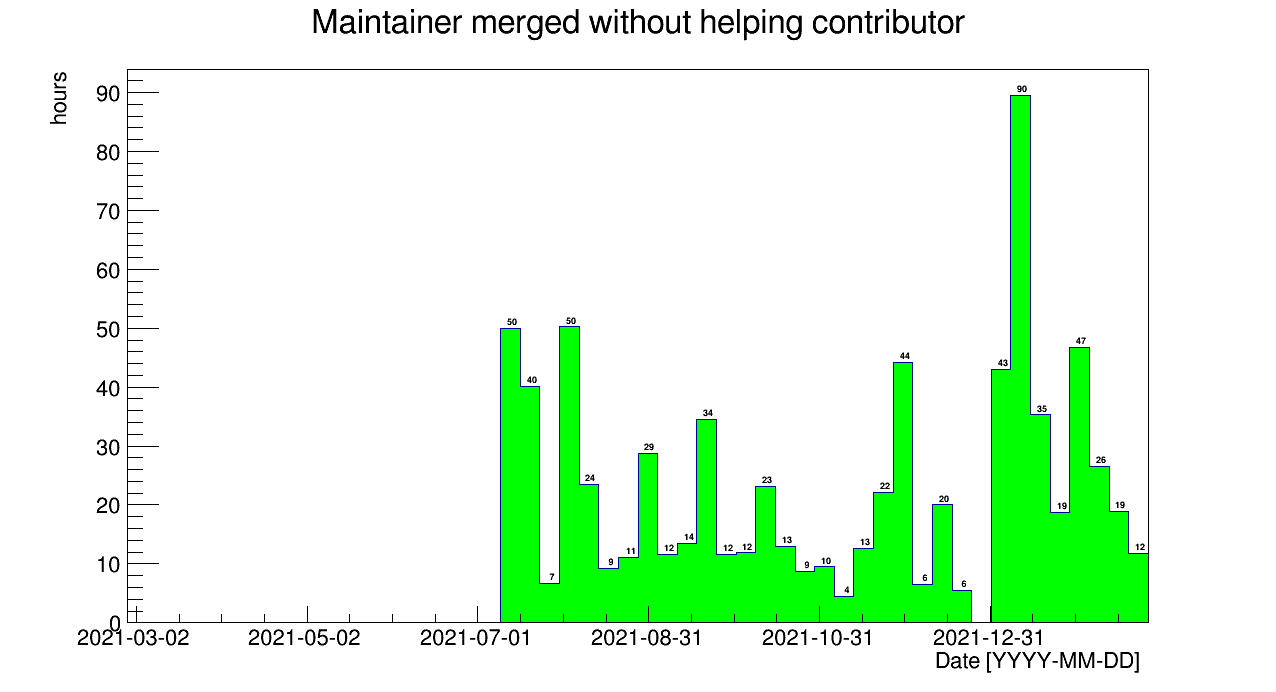 Maintainer merged without helping contributor
hours
90
80
70
60
50
40
30
20
10
0
50 40 7 50 24 9 11 29 12 14 34 12 12 23 13 9 10 4 13 22 44 6 20 6 43 90 35 19 47 26 19 12
2021-03-02 2021-05-02 2021-07-01 2021-08-31 2021-10-31 2021-12-31
Date [YYYY-MM-DD]